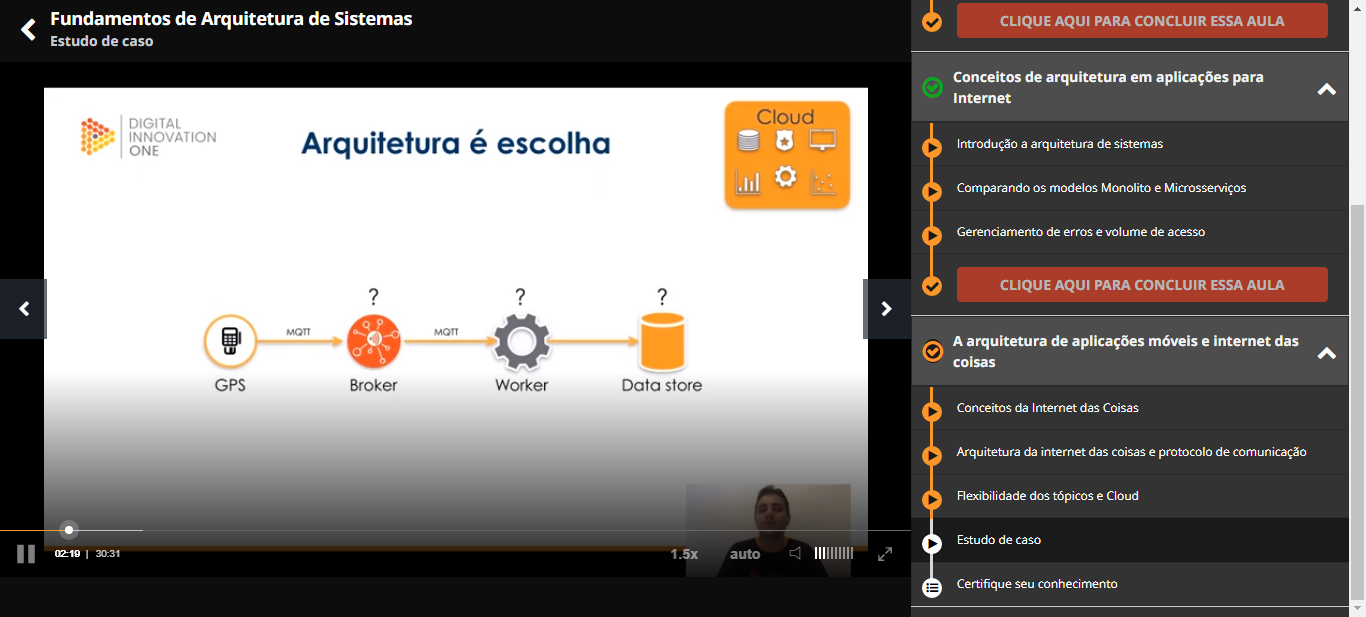 Fundamentos de Arquitetura de Sistemas
Estudo de caso
DIGITAL
INNOVATION
ONE
Arquitetura é escolha
Cloud
? ? ?
MQTT MQTT
GPS Broker Worker Data store
02:19 | 30:31
1.5x auto
CLIQUE AQUI PARA CONCLUIR ESSA AULA
Conceitos de arquitetura em aplicações para
Internet
Introdução a arquitetura de sistemas
Comparando os modelos Monolito e Microsserviços
Gerenciamento de erros e volume de acesso
CLIQUE AQUI PARA CONCLUIR ESSA AULA
A arquitetura de aplicações móveis e internet das
coisas
Conceitos da Internet das Coisas
Arquitetura da internet das coisas e protocolo de comunicação
Flexibilidade dos tópicos e Cloud
Estudo de caso
Certifique seu conhecimento